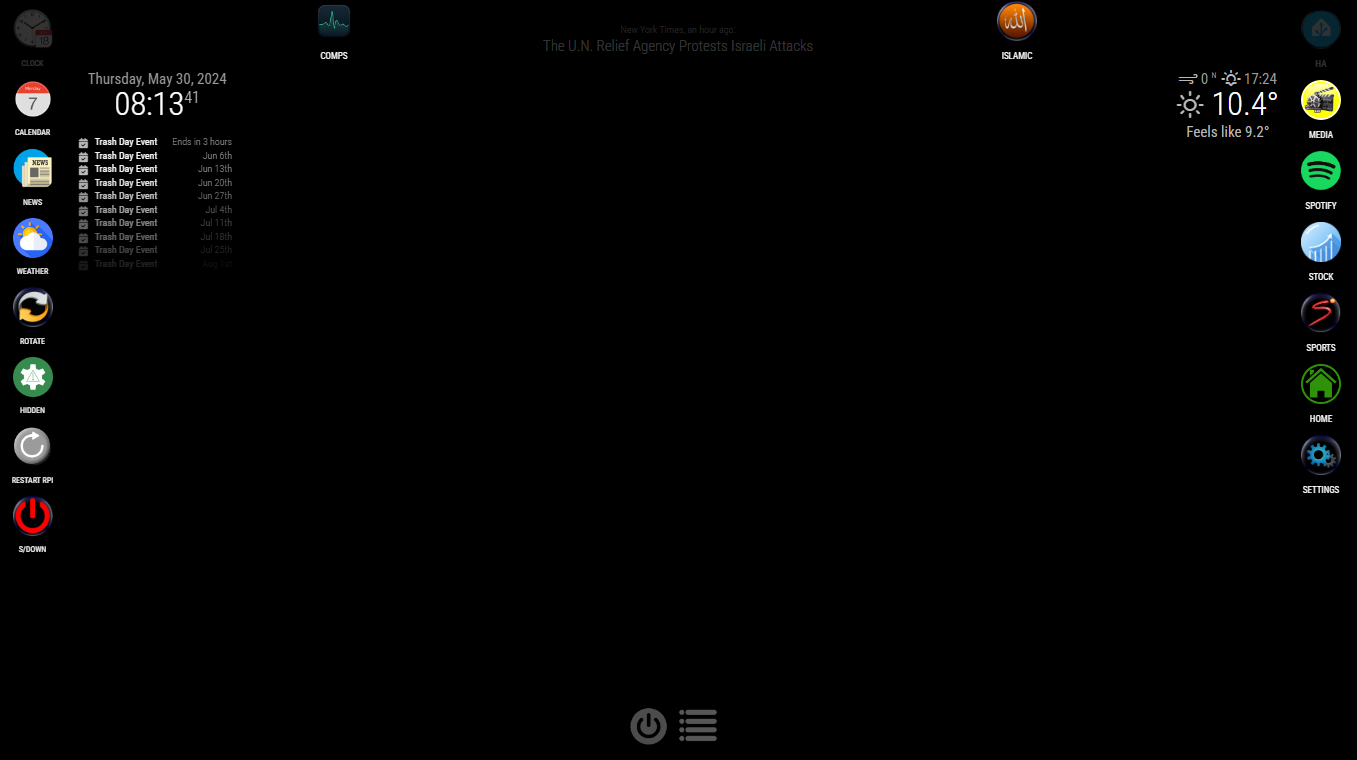 CLOCK
Monday
7
CALENDAR
NEWS
NEWS
WEATHER
ROTATE
HIDDEN
RESTART RPI
S/DOWN
COMPS
New York Times, an hour ago:
The U.N. Relief Agency Protests Israeli Attacks
الله
ISLAMIC
Thursday, May 30, 2024
08:13 41
Trash Day Event Ends in 3 hours
Trash Day Event Jun 6th
Trash Day Event Jun 13th
Trash Day Event Jun 20th
Trash Day Event Jun 27th
Trash Day Event Jul 4th
Trash Day Event Jul 11th
Trash Day Event Jul 18th
Trash Day Event Jul 25th
Trash Day Event Aug 1st
0 N 17:24
10.4°
Feels like 9.2°
HA
MEDIA
SPOTIFY
STOCK
SPORTS
HOME
SETTINGS